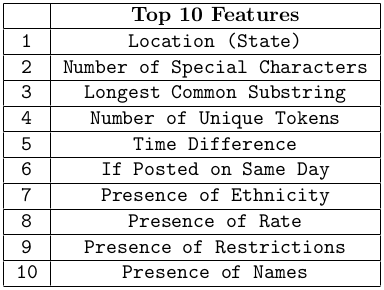 Top 10 Features
1 Location (State)
2 Number of Special Characters
3 Longest Common Substring
4 Number of Unique Tokens
5 Time Difference
6 If Posted on Same Day
7 Presence of Ethnicity
8 Presence of Rate
9 Presence of Restrictions
10 Presence of Names